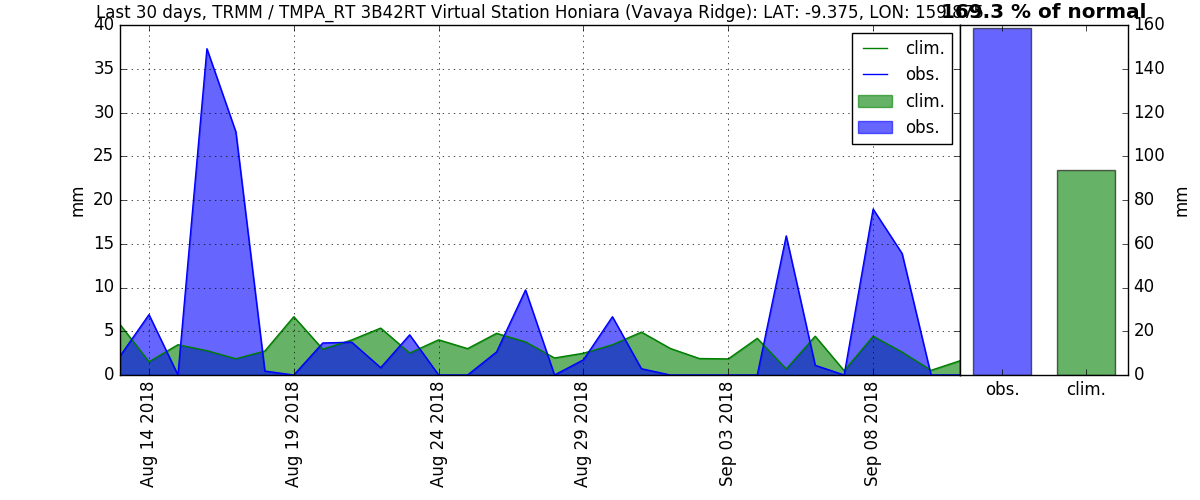 Last 30 days, TRMM / TMPA_RT 3B42RT Virtual Station Honiara (Vavaya Ridge): LAT: -9.375, LON:
169.3 % of normal
40
35
30
25
20
15
10
5
0
mm
clim.
obs.
clim.
obs.
Aug 14 2018
Aug 19 2018
Aug 24 2018
Aug 29 2018
Sep 03 2018
Sep 08 2018
160
140
120
100
80
60
40
20
0
mm
obs.
clim.